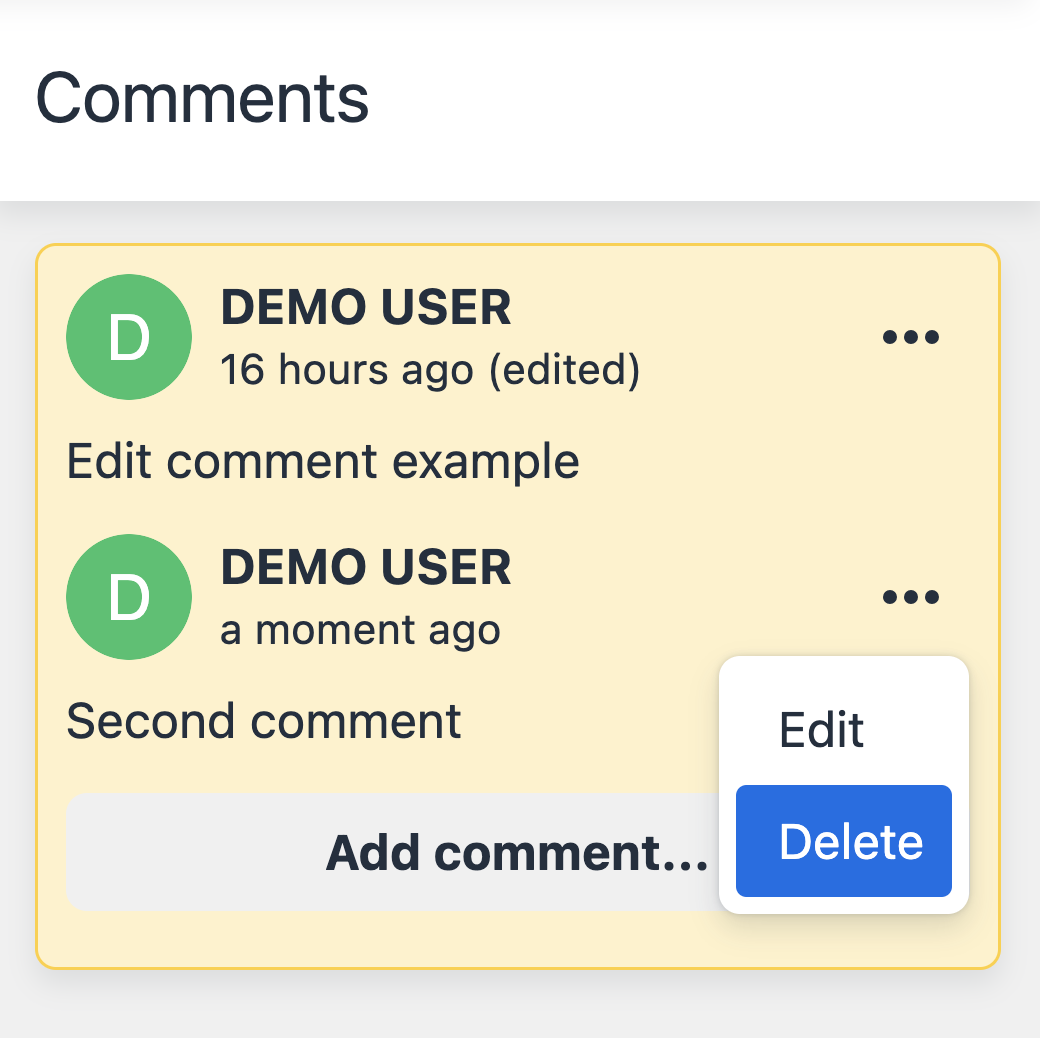 Comments
D
DEMO USER
16 hours ago (edited)
Edit comment example
D
DEMO USER
a moment ago
Second comment
Edit
Delete
Add comment...